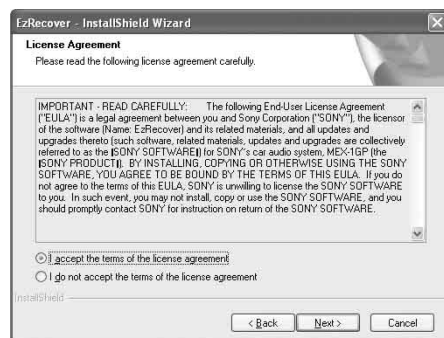 EzRecover - InstallShield Wizard
License Agreement
Please read the following license agreement carefully.
IMPORTANT - READ CAREFULLY: The following End-User License Agreement
("EULA") is a legal agreement between you and Sony Corporation ("SONY"), the licensor
of the software (Name: EzRecover) and its related materials, and all updates and
upgrades thereto (such software, related materials, updates and upgrades are collectively
referred to as the |SONY SOFTWARE|) for SONY's car audio system, MEX-1GP (the
|SONY PRODUCT|). BY INSTALLING, COPYING OR OTHERWISE USING THE SONY
SOFTWARE, YOU AGREE TO BE BOUND BY THE TERMS OF THIS EULA. If you do
not agree to the terms of this EULA, SONY is unwilling to license the SONY SOFTWARE
to you. In such event, you may not install, copy or use the SONY SOFTWARE, and you
should promptly contact SONY for instruction on return of the SONY SOFTWARE.
I accept the terms of the license agreement
I do not accept the terms of the license agreement
InstallShield
< Back
Next >
Cancel